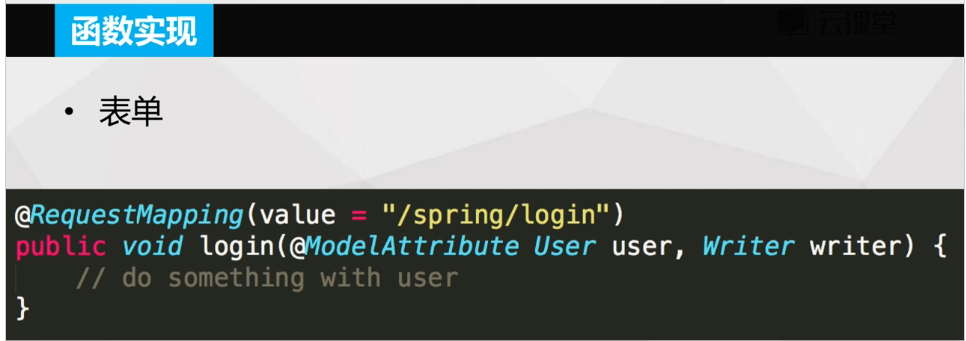 函数实现
云课堂
• 表单
@RequestMapping(value = "/spring/login")
public void login(@ModelAttribute User user, Writer writer) {
    // do something with user
}